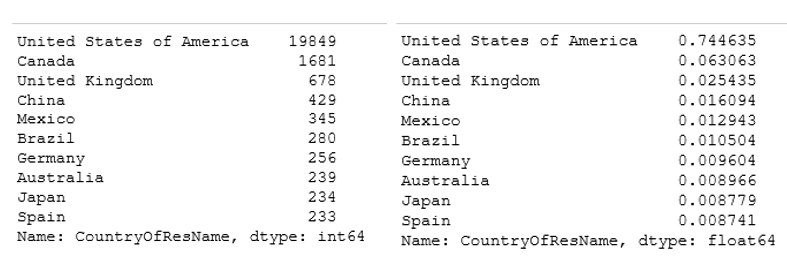 United States of America 19849
Canada 1681
United Kingdom 678
China 429
Mexico 345
Brazil 280
Germany 256
Australia 239
Japan 234
Spain 233
Name: CountryOfResName, dtype: int64
United States of America 0.744635
Canada 0.063063
United Kingdom 0.025435
China 0.016094
Mexico 0.012943
Brazil 0.010504
Germany 0.009604
Australia 0.008966
Japan 0.008779
Spain 0.008741
Name: CountryOfResName, dtype: float64